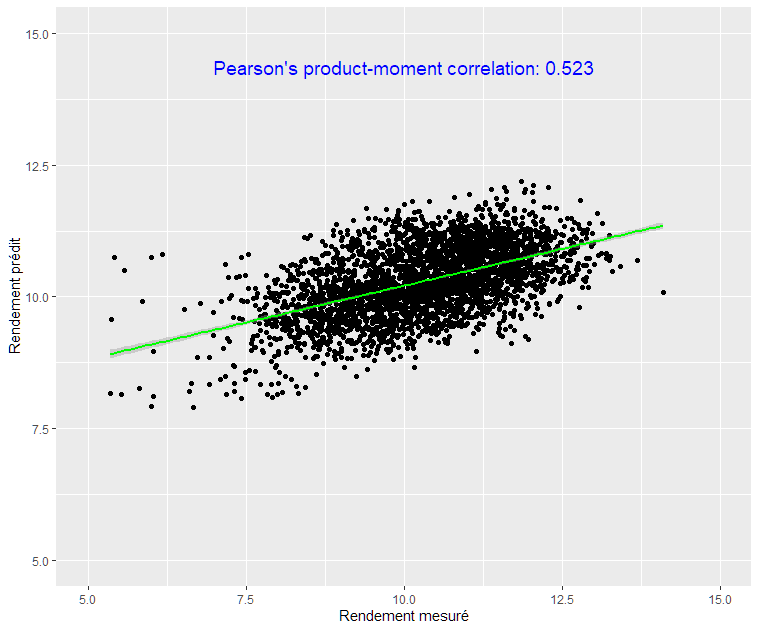 Pearson's product-moment correlation: 0.523
15.0
12.5
10.0
7.5
5.0
Rendement prédit
5.0 7.5 10.0 12.5 15.0
Rendement mesuré